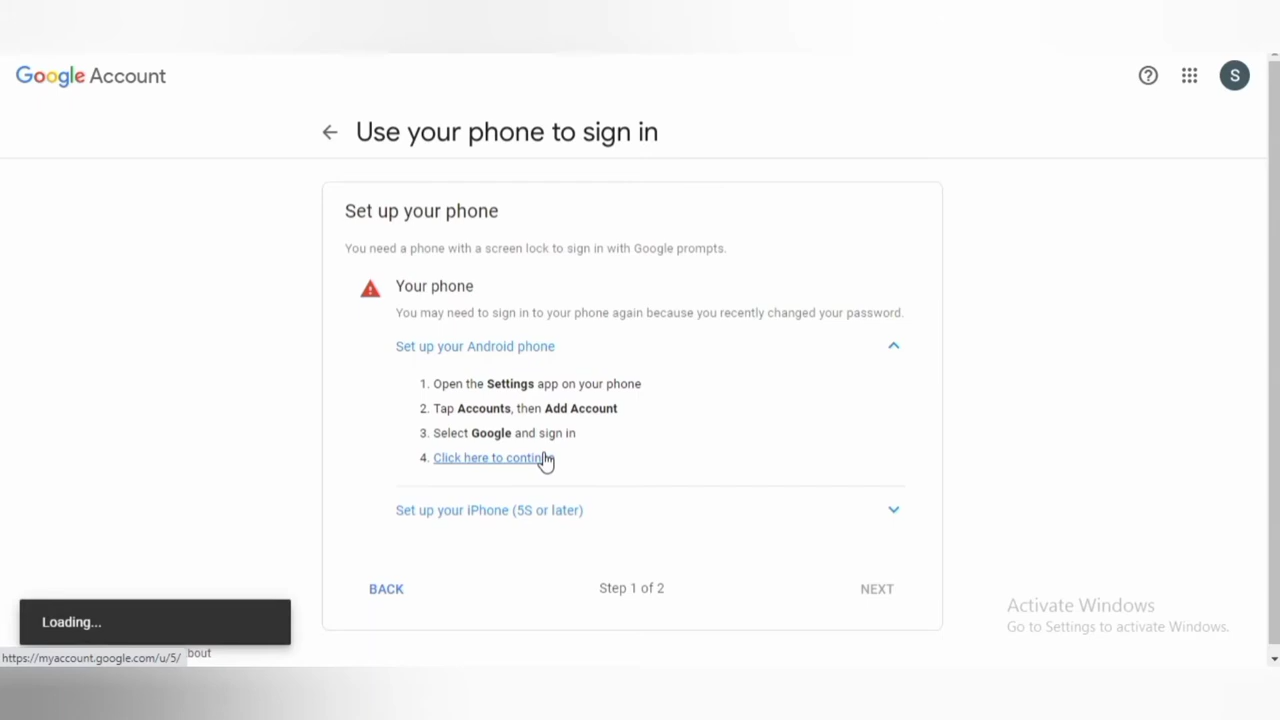 Google Account
S
Use your phone to sign in
Set up your phone
You need a phone with a screen lock to sign in with Google prompts.
Your phone
You may need to sign in to your phone again because you recently changed your password.
Set up your Android phone
1. Open the Settings app on your phone
2. Tap Accounts, then Add Account
3. Select Google and sign in
4. Click here to continue
Set up your iPhone (5S or later)
BACK Step 1 of 2 NEXT
Activate Windows
Go to Settings to activate Windows.
Loading...
bout
https://myaccount.google.com/u/5/